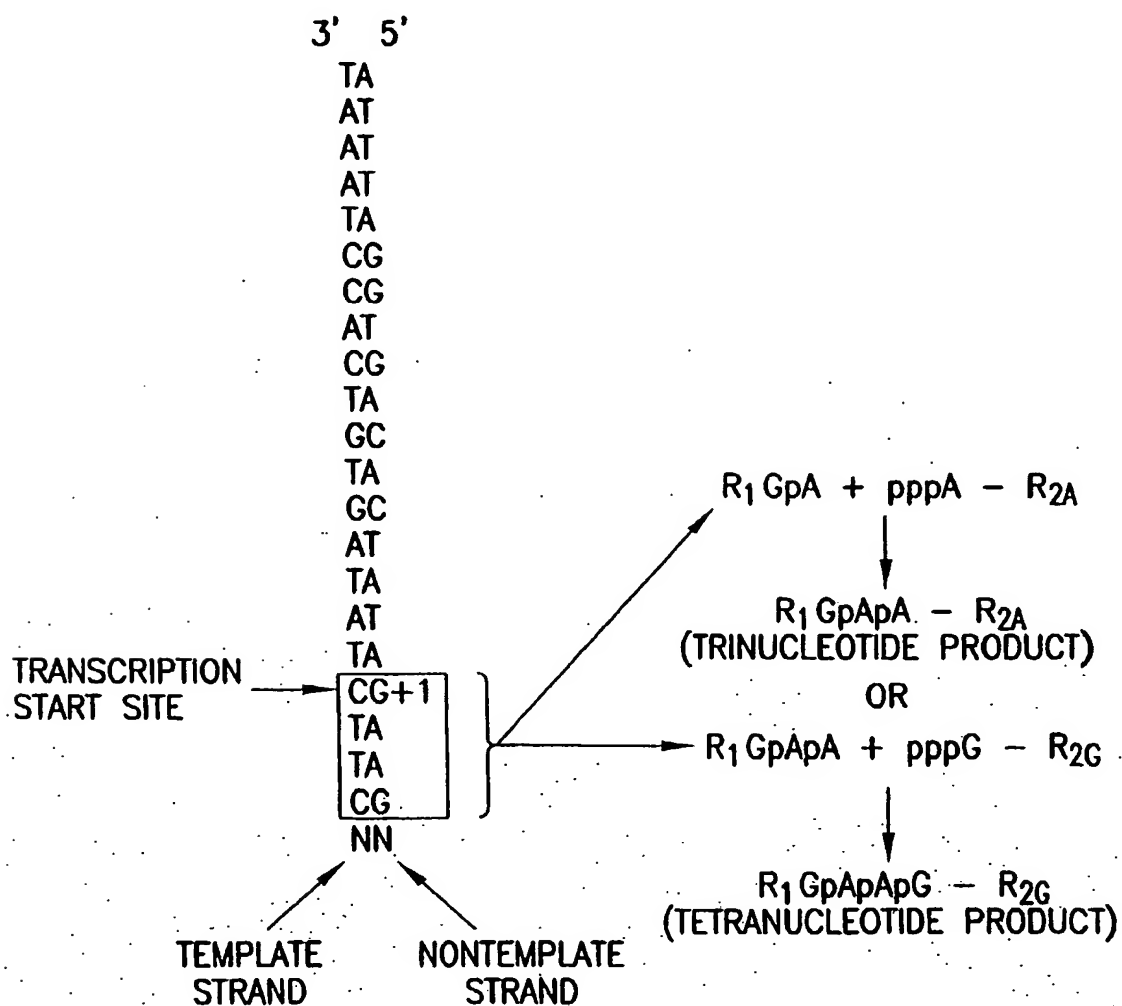 3' 5'
TA
AT
AT
AT
TA
CG
CG
AT
CG
TA
GC
TA
GC
AT
TA
AT
TA
CG+1
TA
TA
CG
NN
TRANSCRIPTION
START SITE
TEMPLATE
STRAND
NONTEMPLATE
STRAND
R1 GpA + pppA – R2A
R1 GpApA – R2A
(TRINUCLEOTIDE PRODUCT)
OR
R1 GpApA + pppG – R2G
R1 GpApApG – R2G
(TETRANUCLEOTIDE PRODUCT)